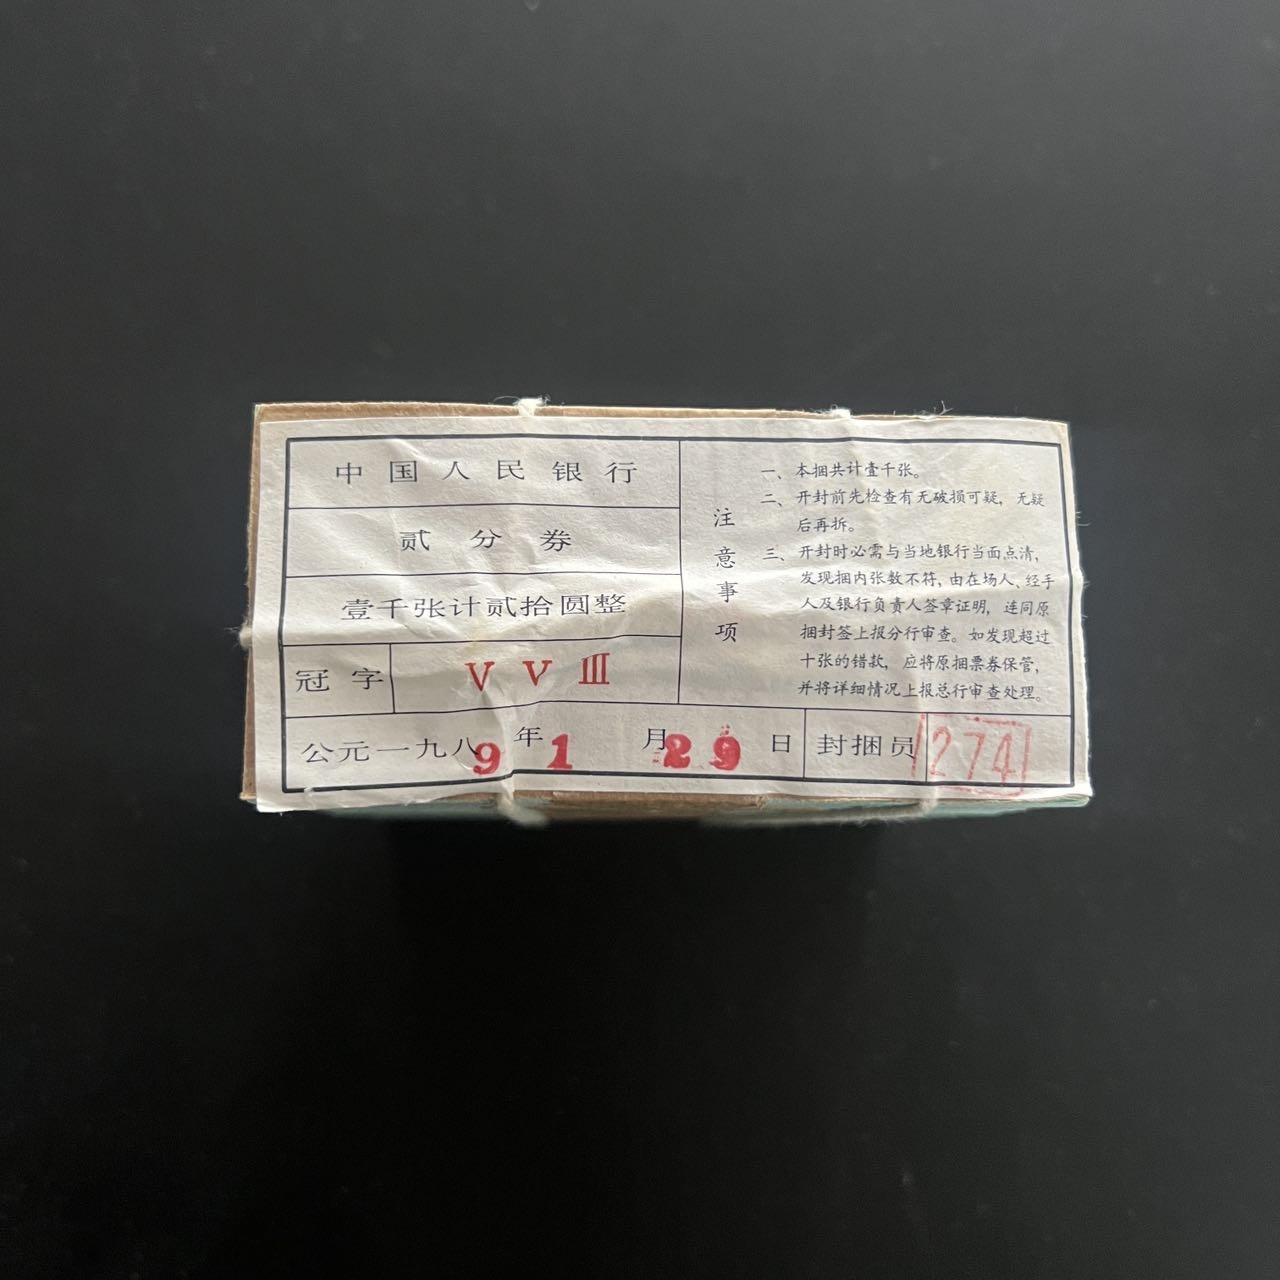 中国人民银行
贰分券
壹千张计贰拾圆整
冠字 V V III
公元一九八9年1月29日
封捆员 274
注意事项
一、本捆共计壹千张。
二、开封前先检查有无破损可疑，无疑
后再拆。
三、开封时必需与当地银行当面点清，
发现捆内张数不符，由在场人、经手
人及银行负责人签章证明，连同原
捆封签上报分行审查。如发现超过
十张的错款，应将原捆票券保管，
并将详细情况上报总行审查处理。